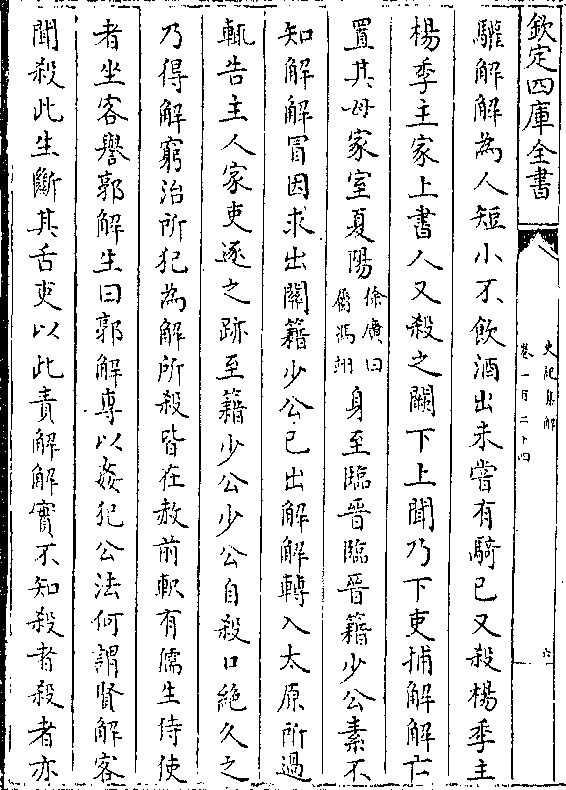 欽定四庫全書
史記集解
卷一百二十四
六
驩解解為人短小不飲酒出未嘗有騎已又殺楊季主
楊季主家上書人又殺之闕下上聞乃下吏捕解解亡
置其母家室夏陽徐廣曰屬馮翊身至臨晉臨晉籍少公素不
知解解冒因求出關籍少公已出解解轉入太原所過
輒告主人家吏逐之跡至籍少公少公自殺口絕久之
乃得解窮治所犯為解所殺皆在赦前軹有儒生侍使
者坐客譽郭解生曰郭解專以姦犯公法何謂賢解客
聞殺此生斷其舌吏以此責解解實不知殺者殺者亦